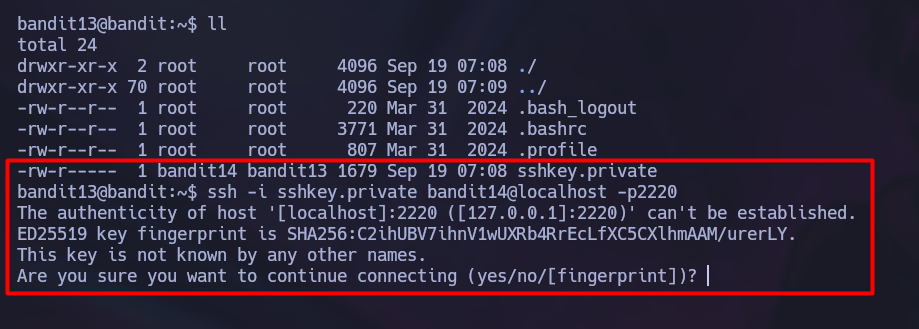 bandit13@bandit:~$ ll
total 24
drwxr-xr-x  2 root     root     4096 Sep 19 07:08 ./
drwxr-xr-x 70 root     root     4096 Sep 19 07:09 ../
-rw-r--r--  1 root     root      220 Mar 31  2024 .bash_logout
-rw-r--r--  1 root     root     3771 Mar 31  2024 .bashrc
-rw-r--r--  1 root     root      807 Mar 31  2024 .profile
-rw-r-----  1 bandit14 bandit13 1679 Sep 19 07:08 sshkey.private
bandit13@bandit:~$ ssh -i sshkey.private bandit14@localhost -p2220
The authenticity of host '[localhost]:2220 ([127.0.0.1]:2220)' can't be established.
ED25519 key fingerprint is SHA256:C2ihUBV7ihnV1wUXRb4RrEcLfXC5CXlhmAAM/urerLY.
This key is not known by any other names.
Are you sure you want to continue connecting (yes/no/[fingerprint])?